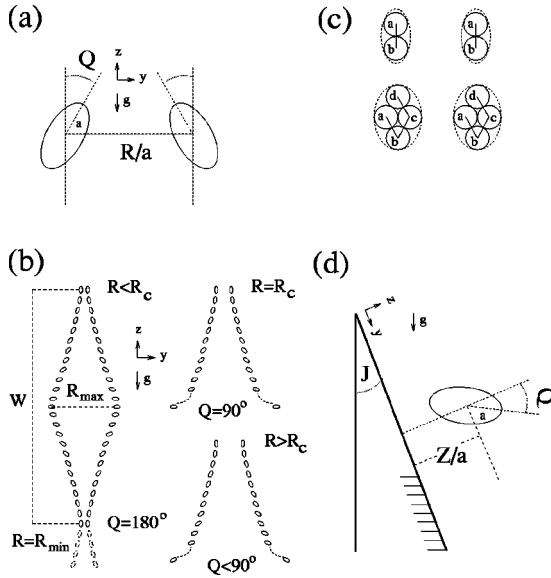 (a)
Q
z
y
g
a
R/a
(c)
a
b
a
b
d
a
c
b
d
a
c
b
(b)
R<R_c
R=R_c
z
y
g
W
R_max
Q=90°
R>R_c
Q=180°
R=R_min
Q<90°
(d)
z
y
g
J
Q
a
Z/a